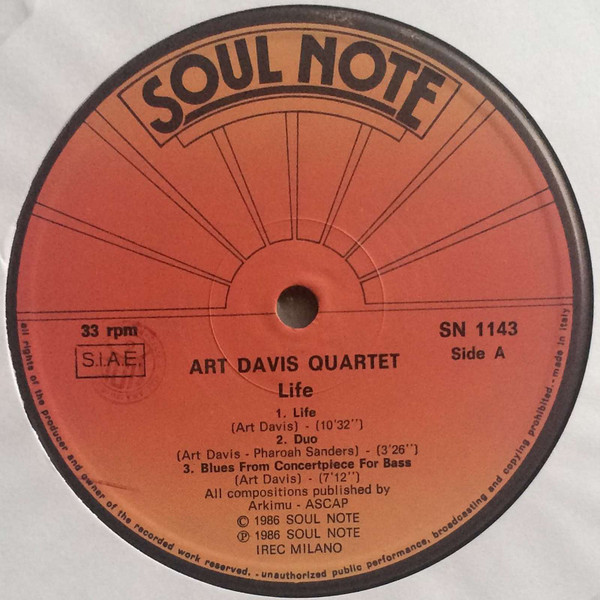 SOUL NOTE
33 rpm
S.I.A.E.
SN 1143
Side A
ART DAVIS QUARTET
Life
1. Life
(Art Davis) - (10'32'')
2. Duo
(Art Davis - Pharoah Sanders) - (3'26'')
3. Blues From Concertpiece For Bass
(Art Davis) - (7'12'')
All compositions published by
Arkimu - ASCAP
© 1986 SOUL NOTE
℗ 1986 SOUL NOTE
IREC MILANO
all rights of the producer and owner of the recorded work reserved. - unauthorized public performance, broadcasting and copying prohibited. - made in italy